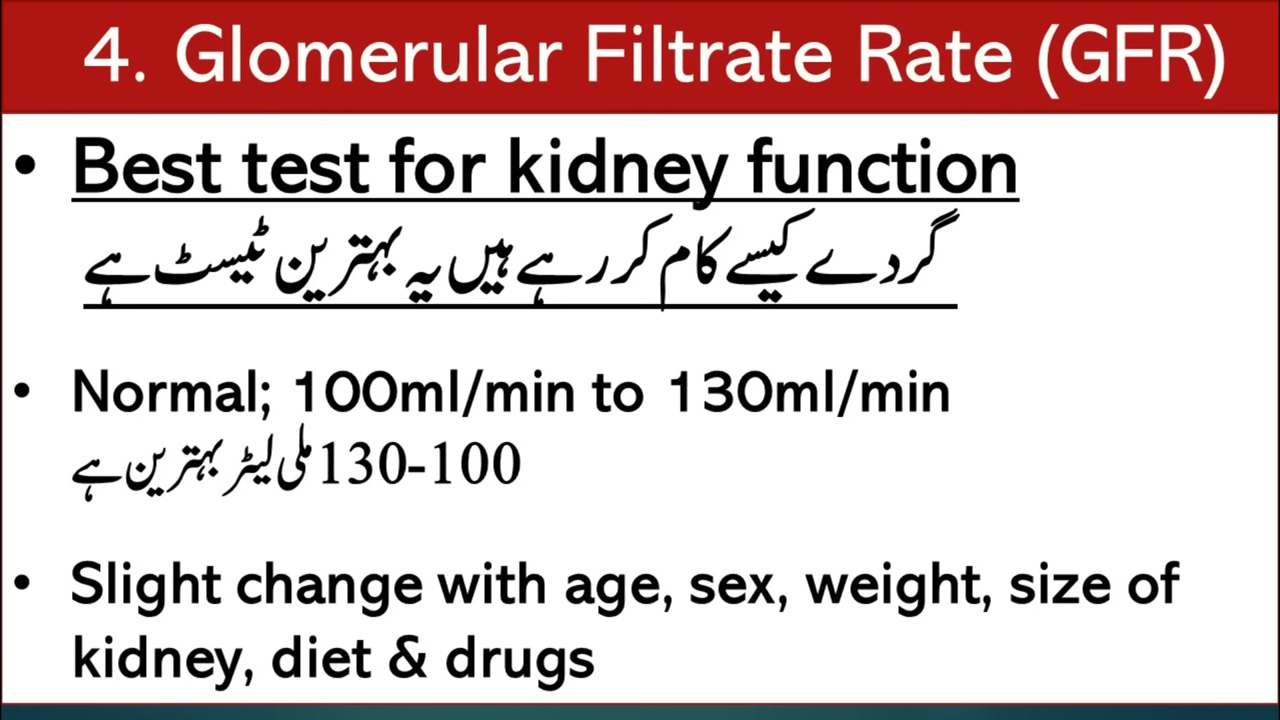 4. Glomerular Filtrate Rate (GFR)
• Best test for kidney function
گردے کیسے کام کر رہے ہیں یہ بہترین ٹیسٹ ہے
• Normal; 100ml/min to 130ml/min
100-130 ملی لیٹر بہترین ہے
• Slight change with age, sex, weight, size of
kidney, diet & drugs